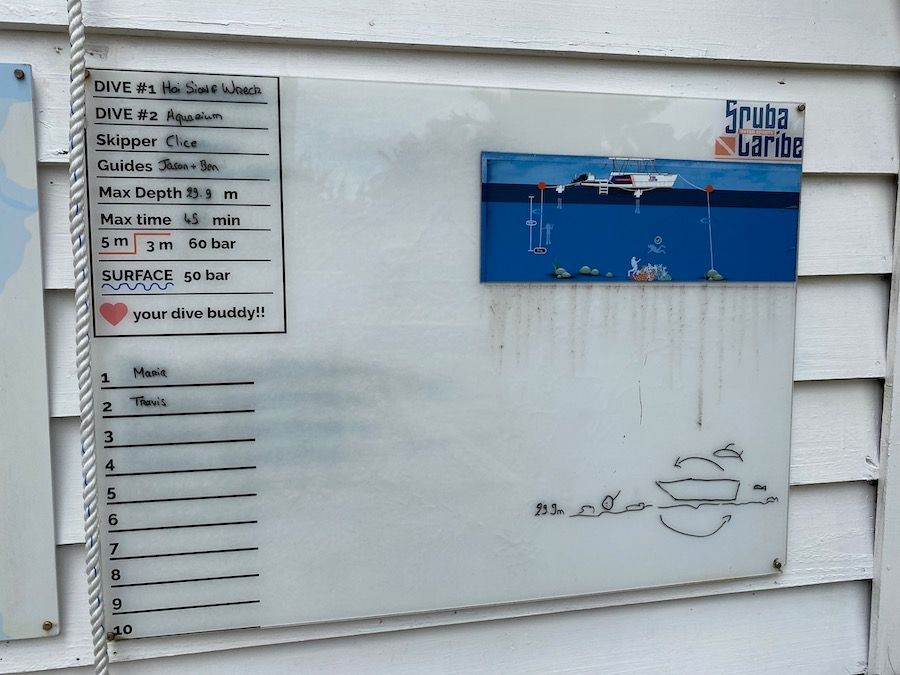 DIVE #1 Hai Siong Wreck
DIVE #2 Aquarium
Skipper Clice
Guides Jason + Ben
Max Depth 29.9 m
Max time 45 min
5 m 3 m 60 bar
SURFACE 50 bar
your dive buddy!!
1 Maria
2 Travis
3
4
5
6
7
8
9
10
Scuba
Caribe
29.9m